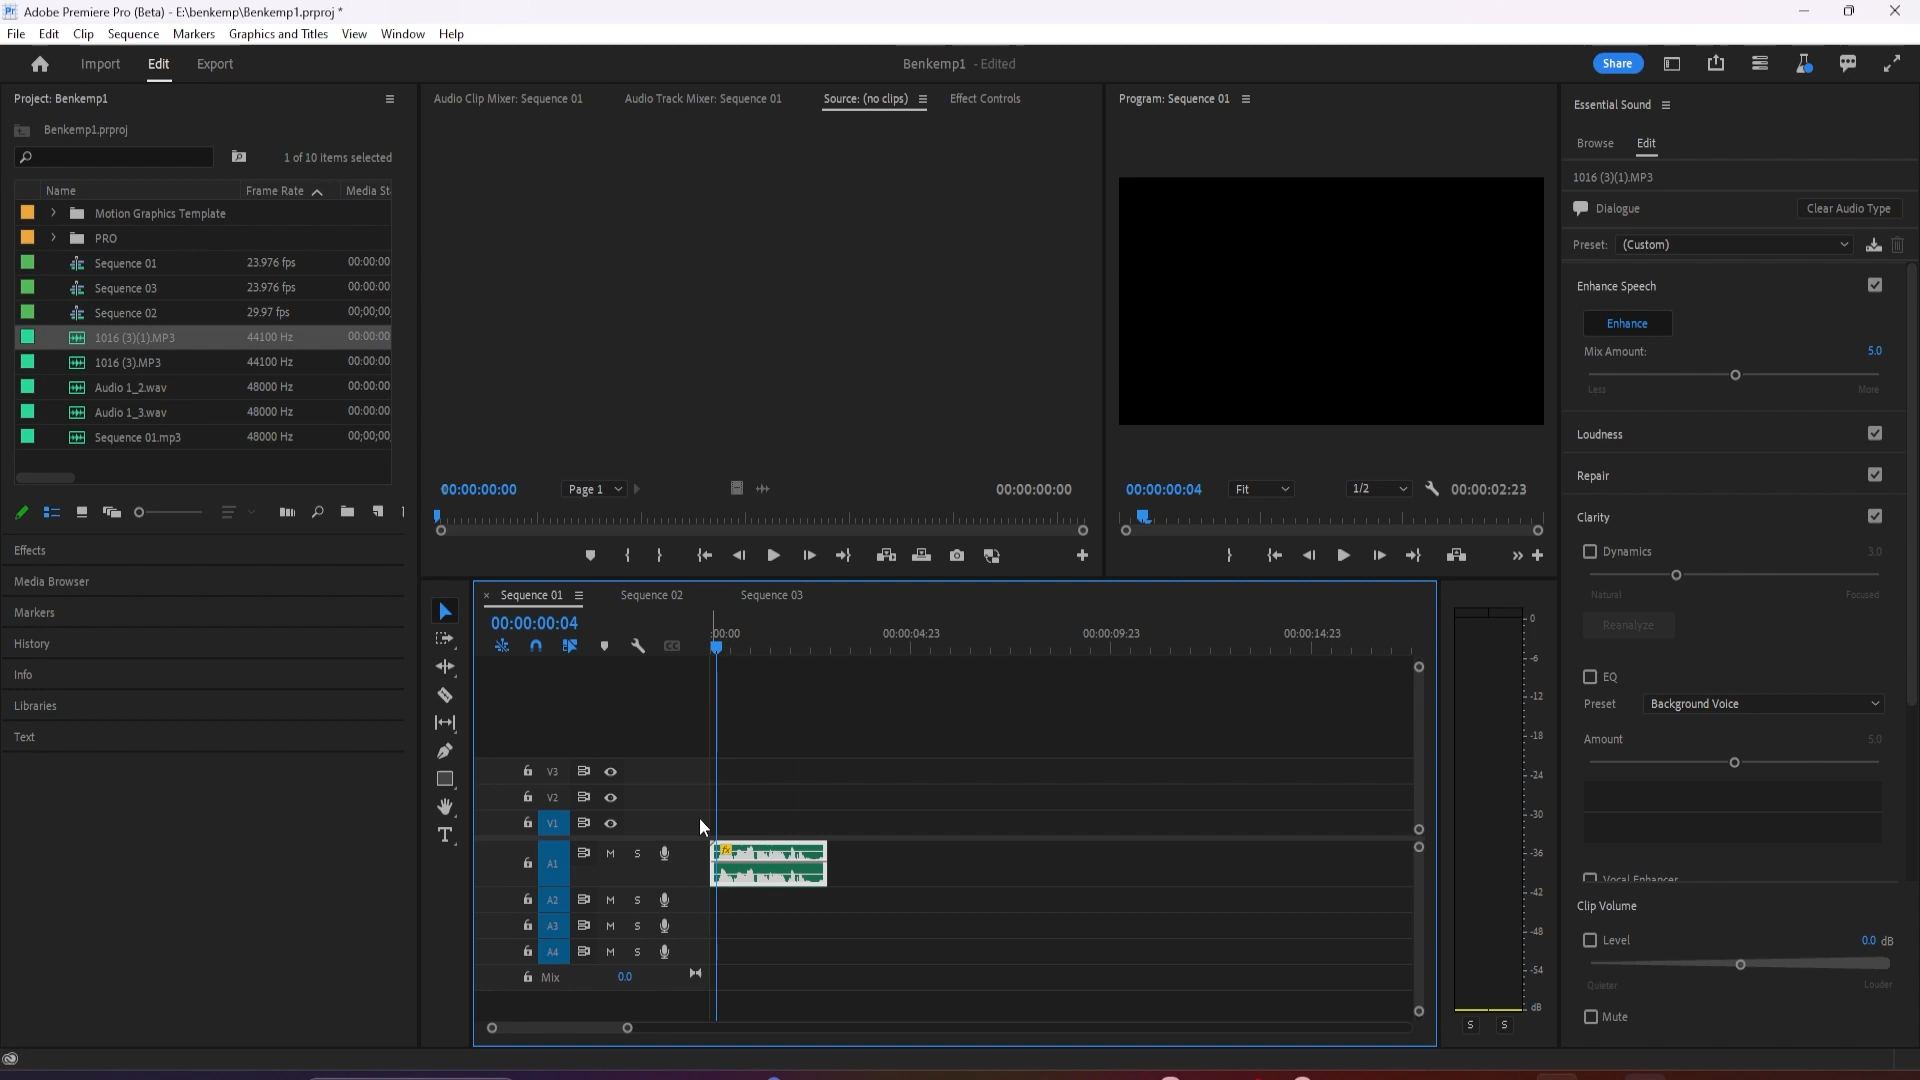 Pr Adobe Premiere Pro (Beta) - E:\benkemp\Benkemp1.prproj *
File Edit Clip Sequence Markers Graphics and Titles View Window Help
Import Edit Export
Benkemp1 - Edited
Share
Project: Benkemp1
Benkemp1.prproj
1 of 10 items selected
Name Frame Rate Media St
Motion Graphics Template
PRO
Sequence 01 23.976 fps 00:00:00
Sequence 03 23.976 fps 00:00:00
Sequence 02 29.97 fps 00;00;00
1016 (3)(1).MP3 44100 Hz 00:00:00
1016 (3).MP3 44100 Hz 00:00:00
Audio 1_2.wav 48000 Hz 00:00:00
Audio 1_3.wav 48000 Hz 00:00:00
Sequence 01.mp3 48000 Hz 00;00;00
Effects
Media Browser
Markers
History
Info
Libraries
Text
Audio Clip Mixer: Sequence 01 Audio Track Mixer: Sequence 01 Source: (no clips) Effect Controls
00:00:00:00 Page 1 00:00:00:00
Program: Sequence 01
00:00:00:04 Fit 1/2 00:00:02:23
× Sequence 01 Sequence 02 Sequence 03
00:00:00:04
:00:00 00:00:04:23 00:00:09:23 00:00:14:23
CC
V3
V2
V1
A1 M S
fx
A2 M S
A3 M S
A4 M S
Mix 0.0
0
-6
-12
-18
-24
-30
-36
-42
-48
-54
dB
S S
Essential Sound
Browse Edit
1016 (3)(1).MP3
Dialogue Clear Audio Type
Preset: (Custom)
Enhance Speech
Enhance
Mix Amount: 5.0
Less More
Loudness
Repair
Clarity
Dynamics 3.0
Natural Focused
Reanalyze
EQ
Preset Background Voice
Amount 5.0
Vocal Enhancer
Clip Volume
Level 0.0 dB
Quieter Louder
Mute